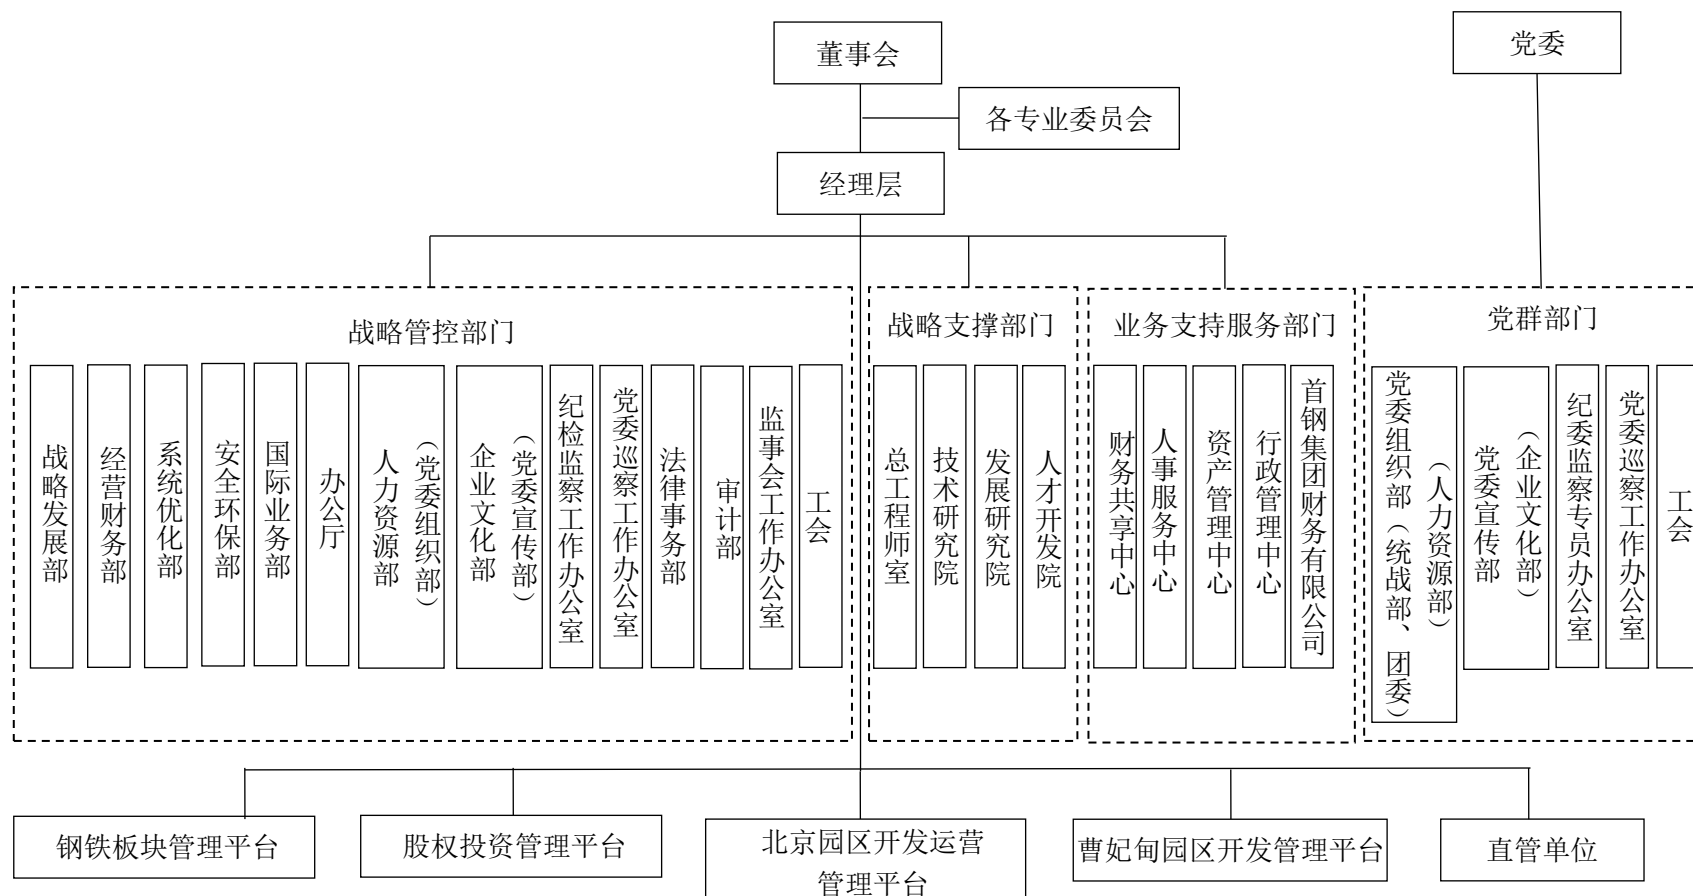 董事会
党委
各专业委员会
经理层
战略管控部门
战略发展部
经营财务部
系统优化部
安全环保部
国际业务部
办公厅
人力资源部
（党委组织部）
企业文化部
（党委宣传部）
纪检监察工作办公室
党委巡察工作办公室
法律事务部
审计部
监事会工作办公室
工会
战略支撑部门
总工程师室
技术研究院
发展研究院
人才开发院
业务支持服务部门
财务共享中心
人事服务中心
资产管理中心
行政管理中心
首钢集团财务有限公司
党群部门
党委组织部（统战部、团委）
（人力资源部）
党委宣传部
（企业文化部）
纪委监察专员办公室
党委巡察工作办公室
工会
钢铁板块管理平台
股权投资管理平台
北京园区开发运营
管理平台
曹妃甸园区开发管理平台
直管单位